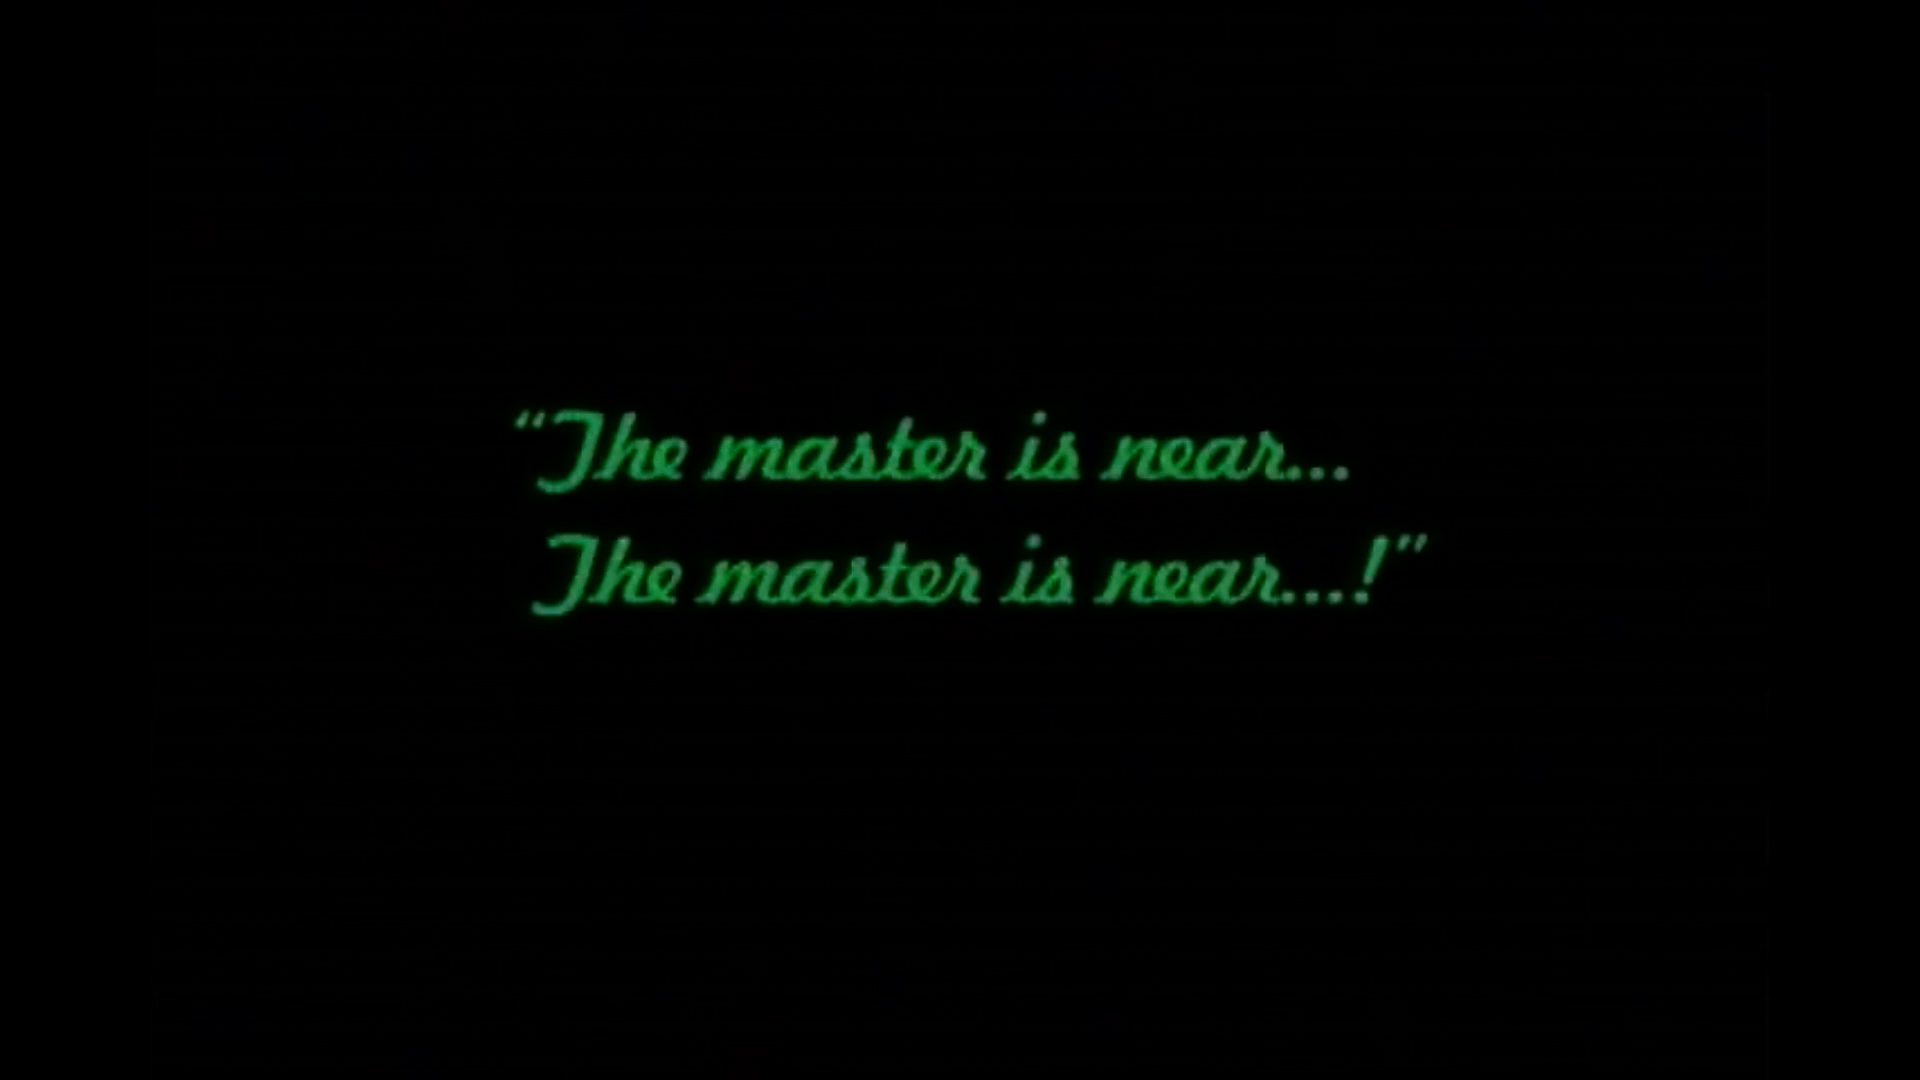 “The master is near...
The master is near...!”